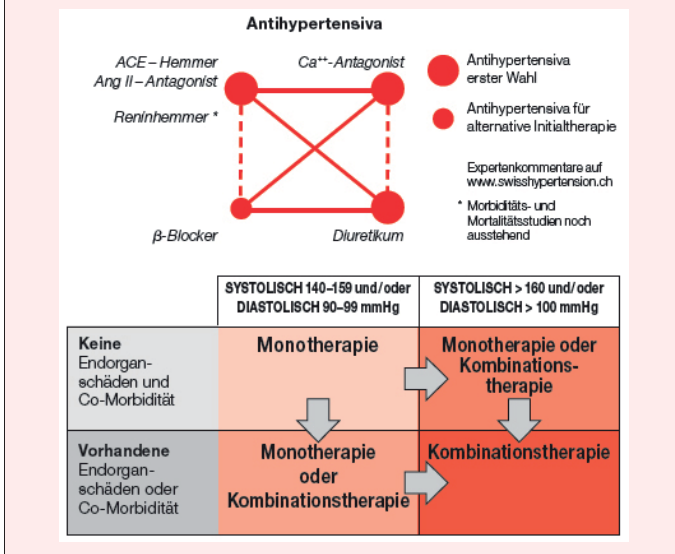 Antihypertensiva
ACE – Hemmer
Ang II – Antagonist
Reninhemmer *
Ca++-Antagonist
β-Blocker
Diuretikum
Antihypertensiva
erster Wahl
Antihypertensiva für
alternative Initialtherapie
Expertenkommentare auf
www.swisshypertension.ch
* Morbiditäts- und
Mortalitätsstudien noch
ausstehend
SYSTOLISCH 140–159 und/oder
DIASTOLISCH 90–99 mmHg
SYSTOLISCH > 160 und/oder
DIASTOLISCH > 100 mmHg
Keine
Endorgan-
schäden und
Co-Morbidität
Monotherapie
Monotherapie oder
Kombinations-
therapie
Vorhandene
Endorgan-
schäden oder
Co-Morbidität
Monotherapie
oder
Kombinationstherapie
Kombinationstherapie